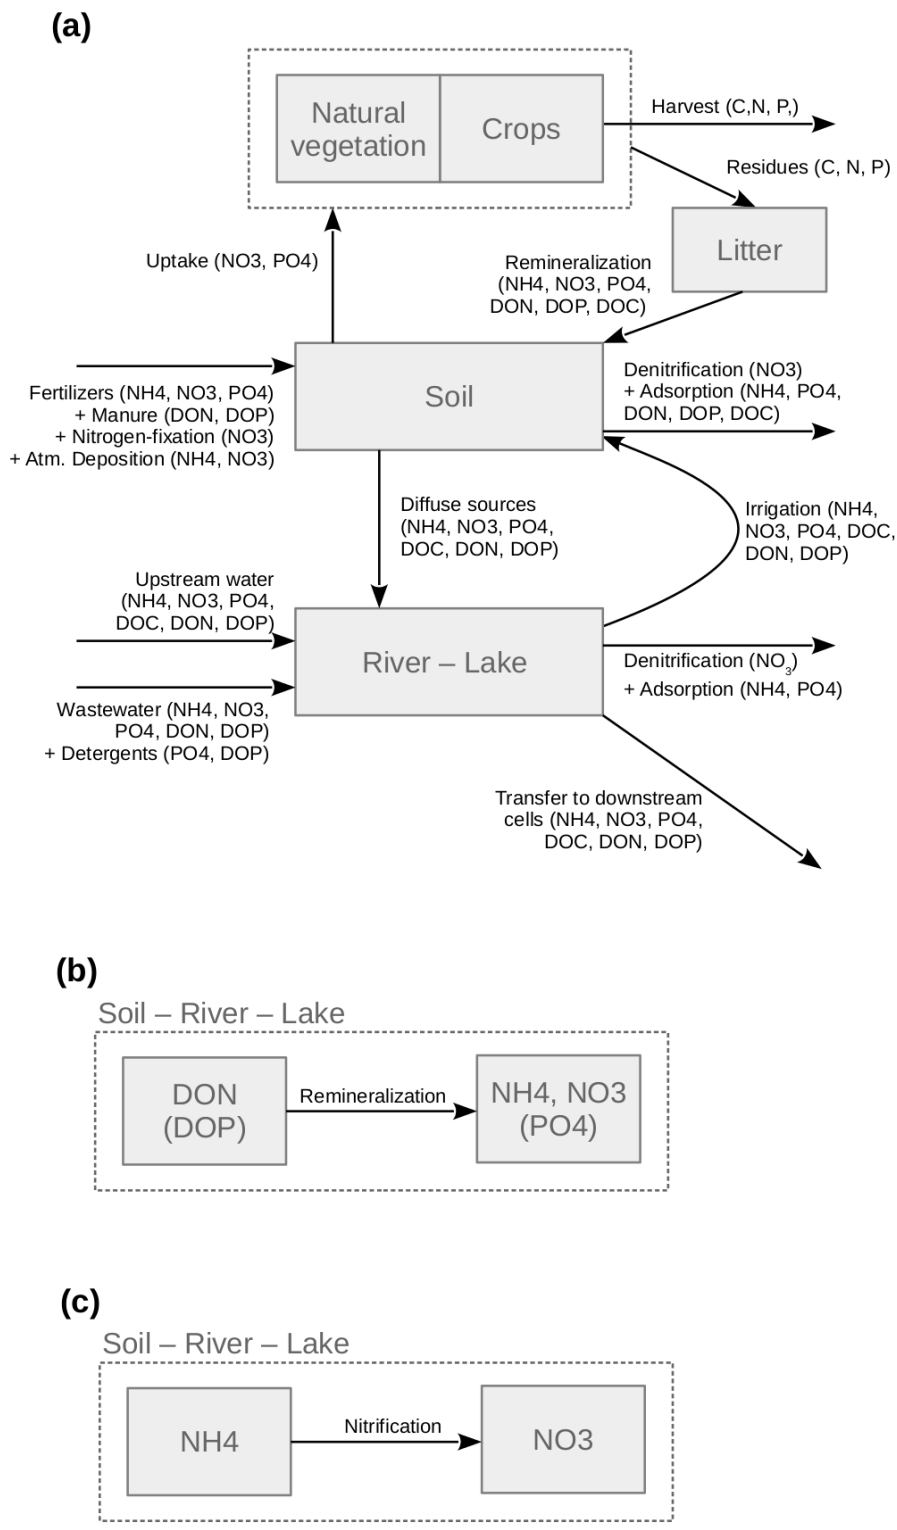 (a)
Natural
vegetation
Crops
Harvest (C,N, P,)
Residues (C, N, P)
Litter
Uptake (NO3, PO4)
Remineralization
(NH4, NO3, PO4,
DON, DOP, DOC)
Soil
Fertilizers (NH4, NO3, PO4)
+ Manure (DON, DOP)
+ Nitrogen-fixation (NO3)
+ Atm. Deposition (NH4, NO3)
Denitrification (NO3)
+ Adsorption (NH4, PO4,
DON, DOP, DOC)
Diffuse sources
(NH4, NO3, PO4,
DOC, DON, DOP)
Irrigation (NH4,
NO3, PO4, DOC,
DON, DOP)
Upstream water
(NH4, NO3, PO4,
DOC, DON, DOP)
River – Lake
Wastewater (NH4, NO3,
PO4, DON, DOP)
+ Detergents (PO4, DOP)
Denitrification (NO3)
+ Adsorption (NH4, PO4)
Transfer to downstream
cells (NH4, NO3, PO4,
DOC, DON, DOP)
(b)
Soil – River – Lake
DON
(DOP)
Remineralization
NH4, NO3
(PO4)
(c)
Soil – River – Lake
NH4
Nitrification
NO3